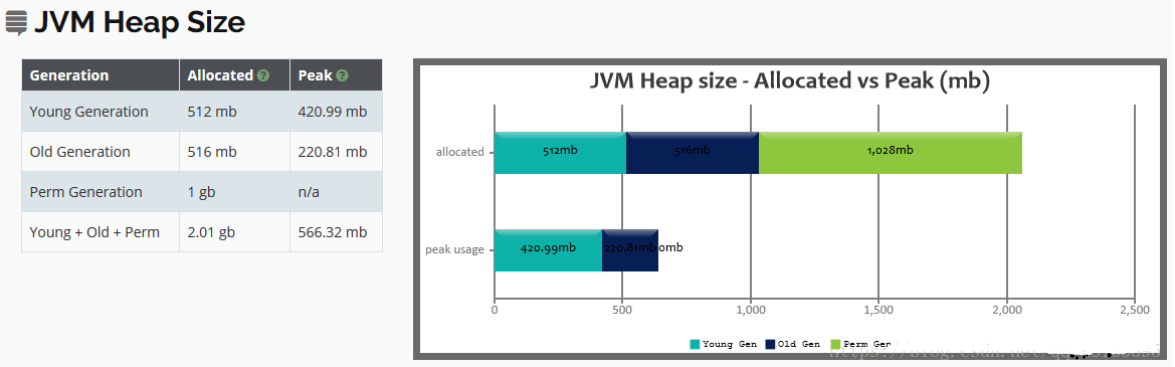 JVM Heap Size
Generation Allocated Peak
Young Generation 512 mb 420.99 mb
Old Generation 516 mb 220.81 mb
Perm Generation 1 gb n/a
Young + Old + Perm 2.01 gb 566.32 mb
JVM Heap size - Allocated vs Peak (mb)
allocated 512mb 516mb 1,028mb
peak usage 420.99mb 220.81mb 0mb
0 500 1,000 1,500 2,000 2,500
Young Gen Old Gen Perm Gen